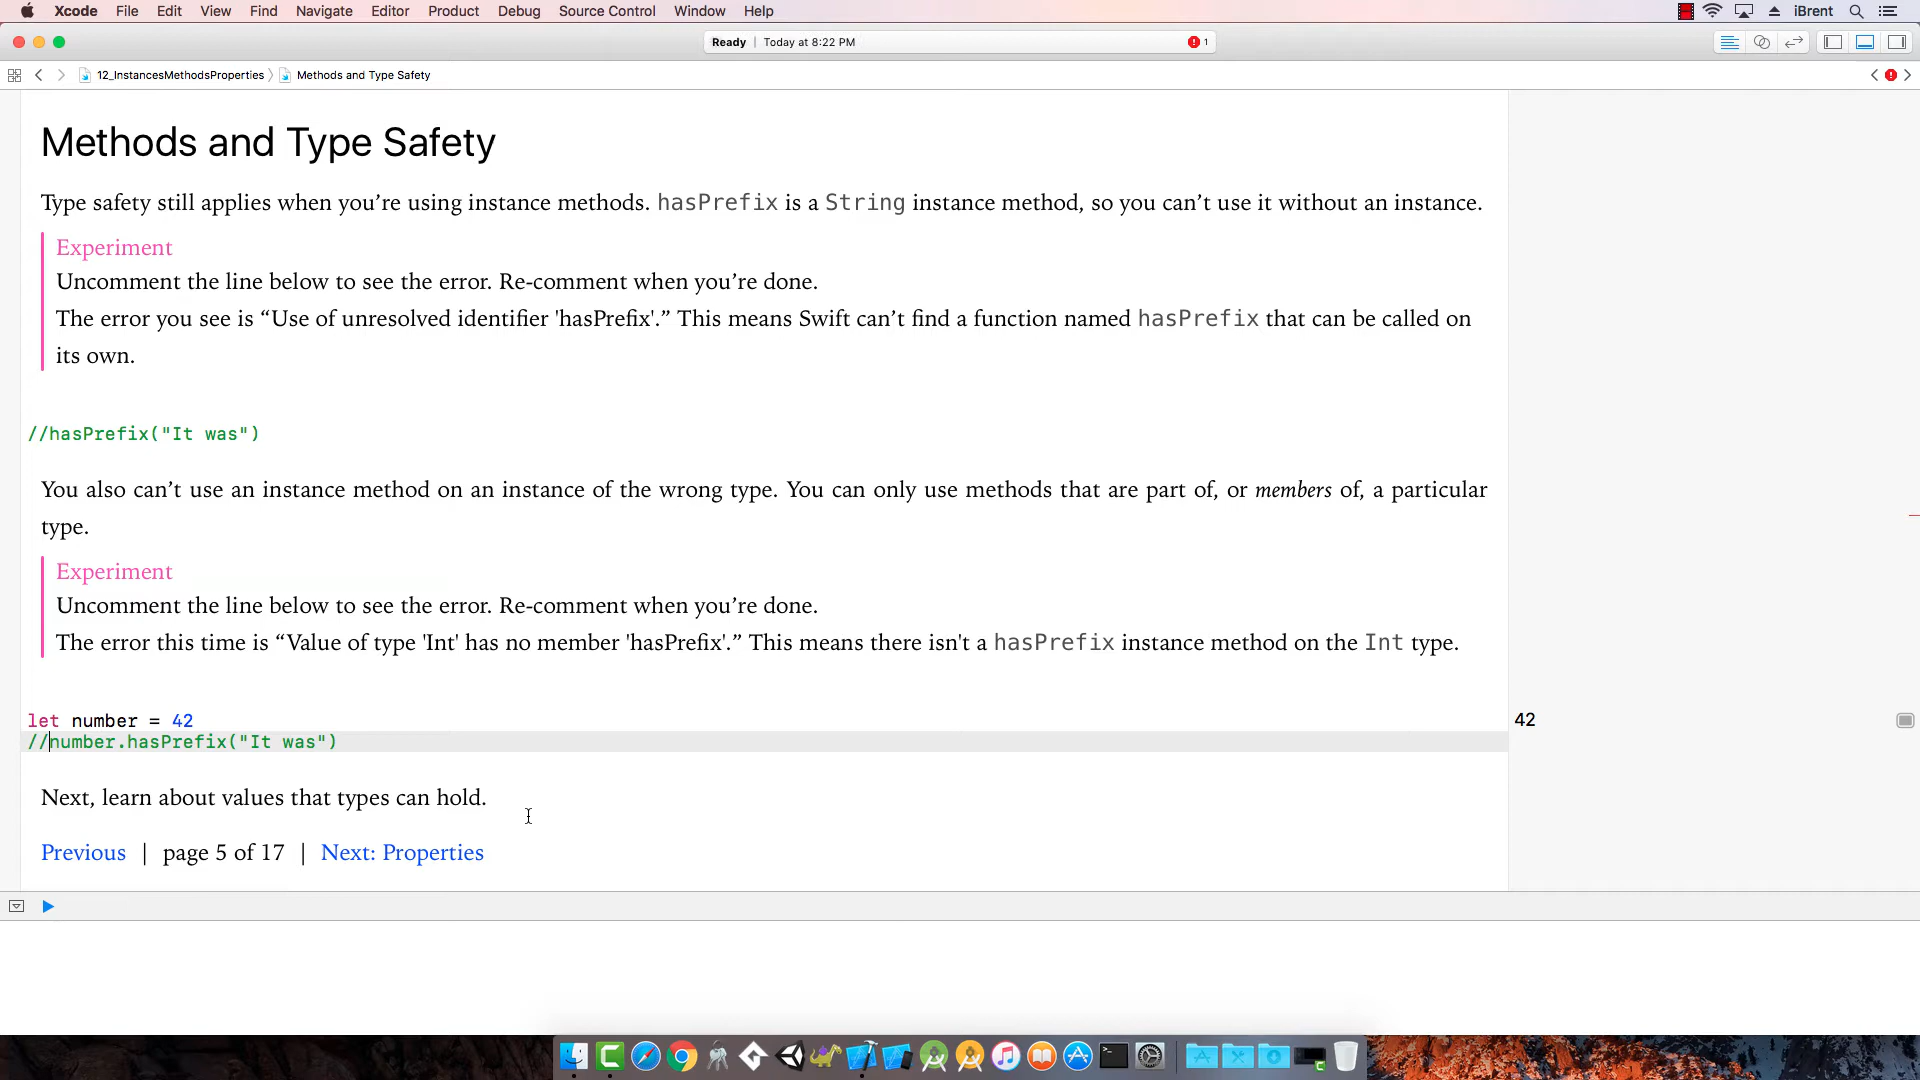 Xcode File Edit View Find Navigate Editor Product Debug Source Control Window Help iBrent
Ready | Today at 8:22 PM 1
12_InstancesMethodsProperties Methods and Type Safety
Methods and Type Safety
Type safety still applies when you’re using instance methods. hasPrefix is a String instance method, so you can’t use it without an instance.
Experiment
Uncomment the line below to see the error. Re-comment when you’re done.
The error you see is “Use of unresolved identifier 'hasPrefix'.” This means Swift can’t find a function named hasPrefix that can be called on
its own.
//hasPrefix("It was")
You also can’t use an instance method on an instance of the wrong type. You can only use methods that are part of, or members of, a particular
type.
Experiment
Uncomment the line below to see the error. Re-comment when you’re done.
The error this time is “Value of type 'Int' has no member 'hasPrefix'.” This means there isn't a hasPrefix instance method on the Int type.
let number = 42 42
//number.hasPrefix("It was")
Next, learn about values that types can hold.
Previous | page 5 of 17 | Next: Properties